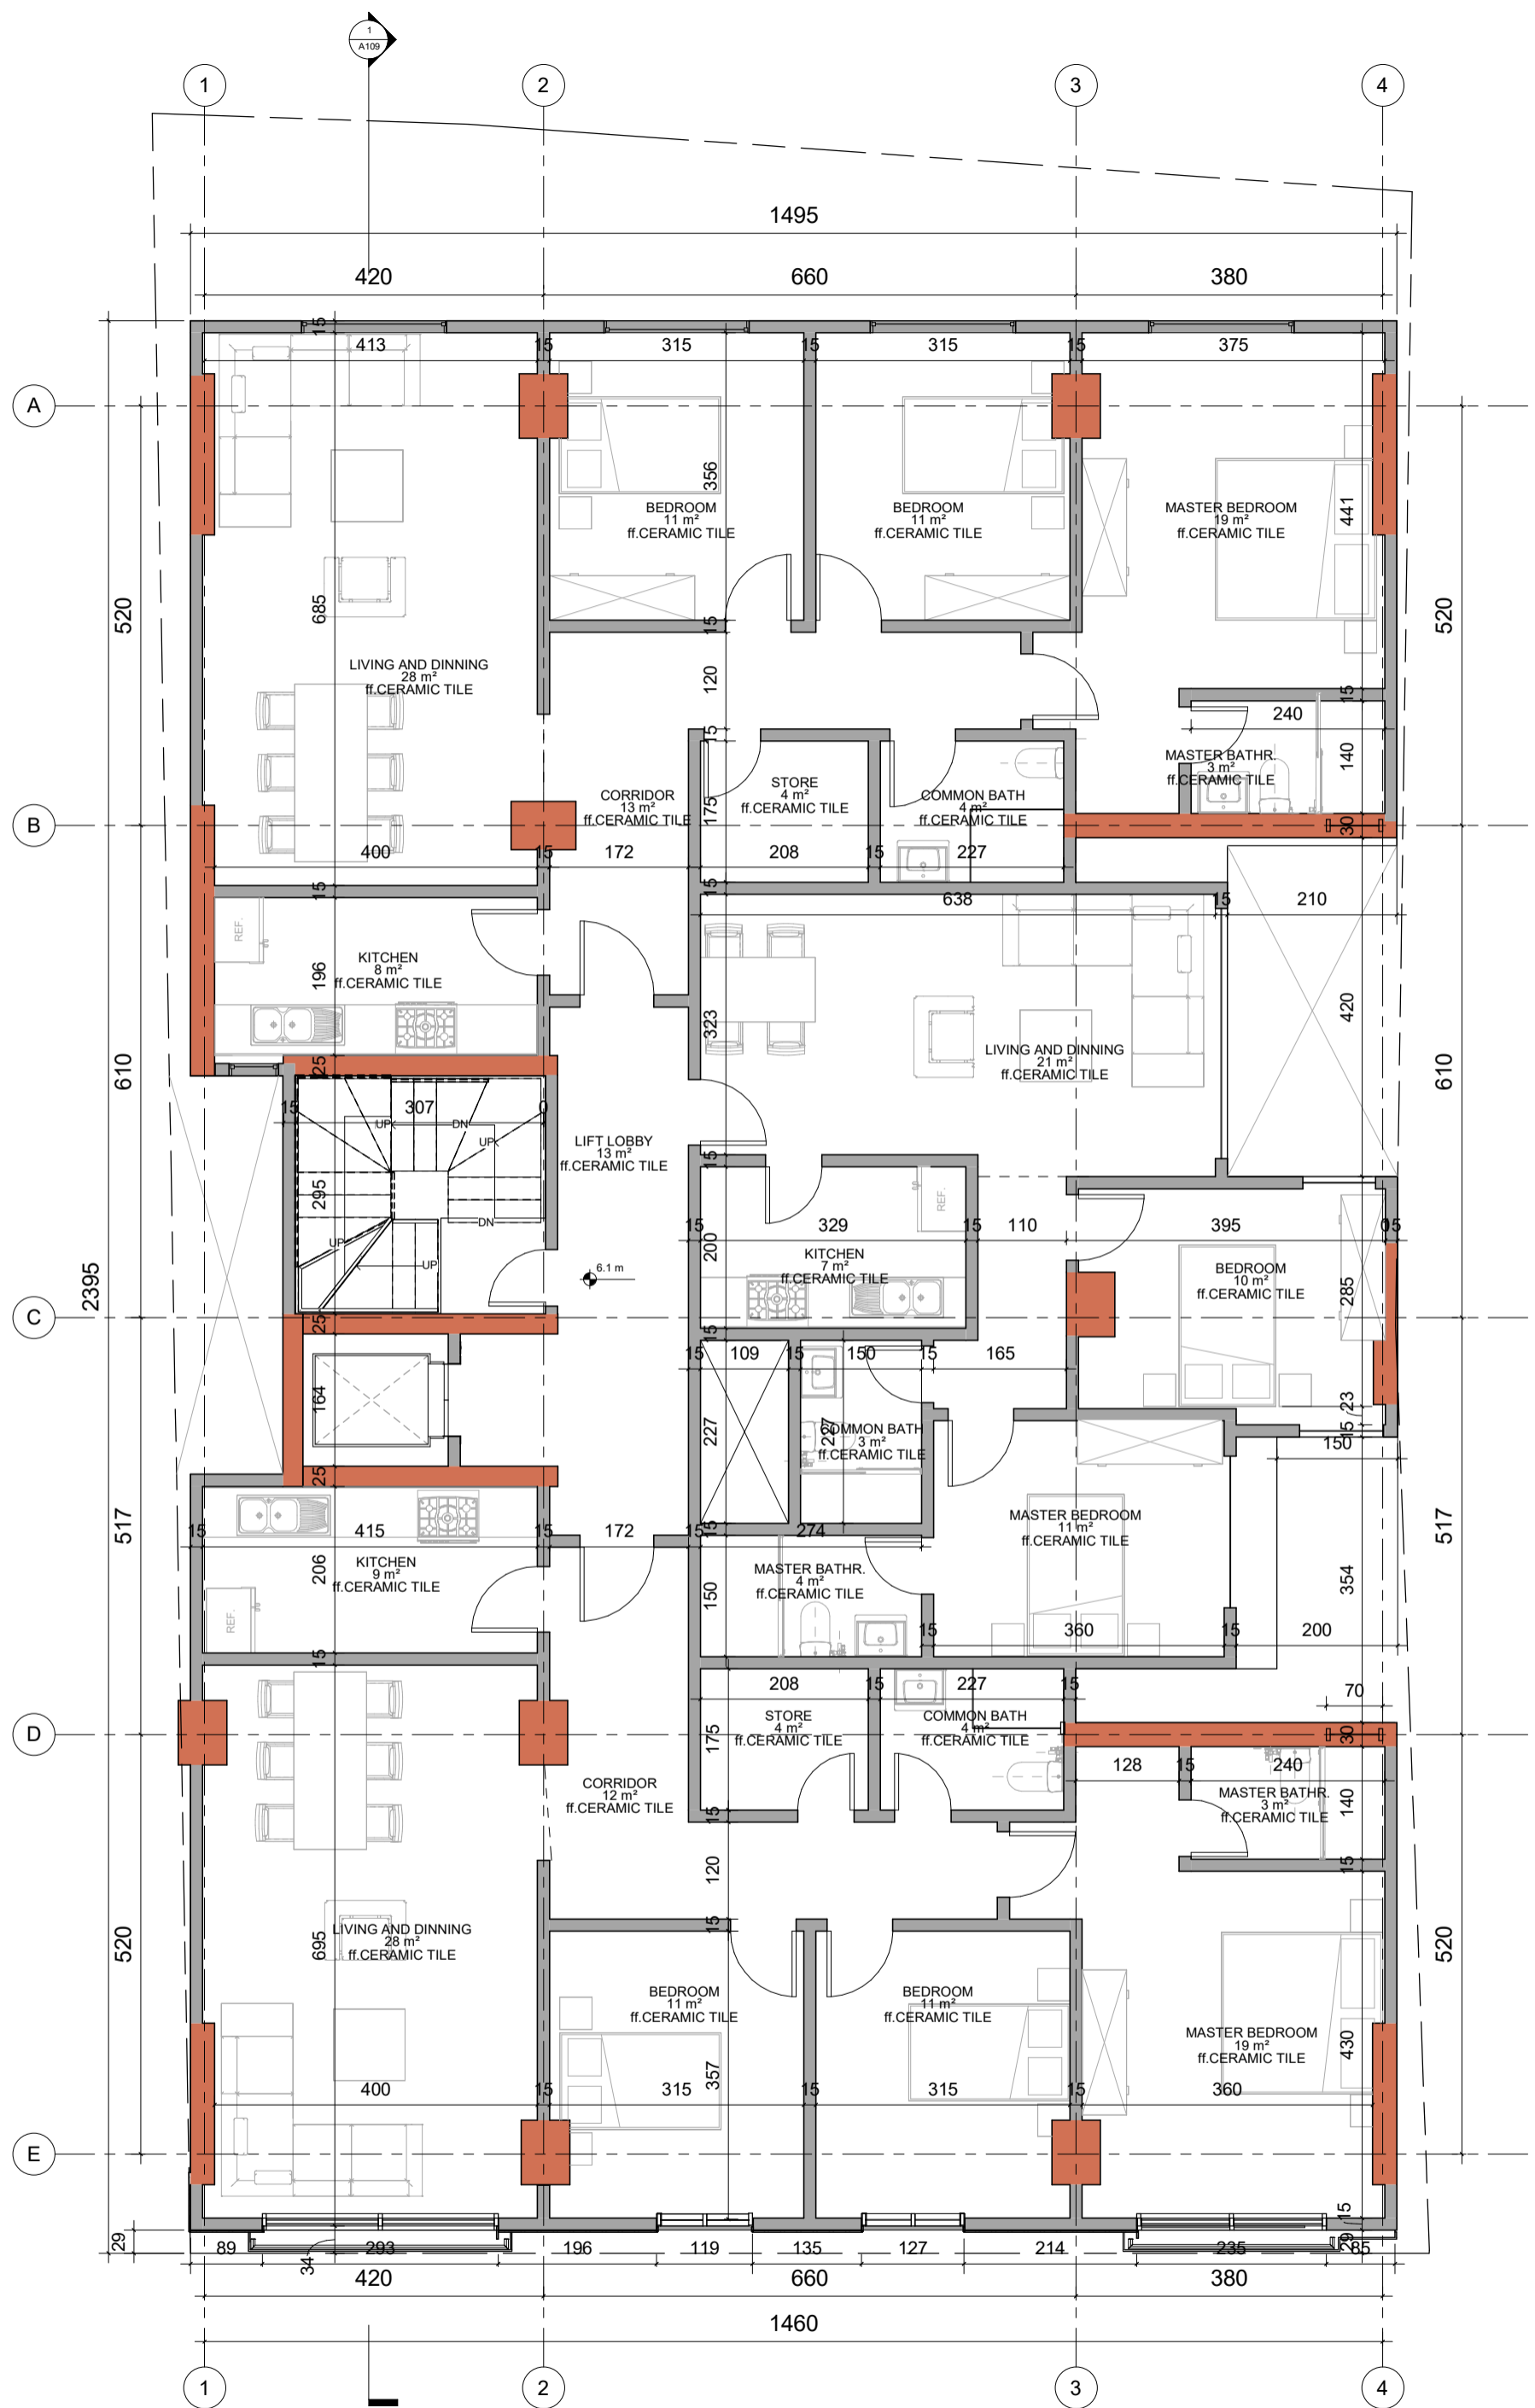 1
A109
1
2
3
4
1495
420
660
380
15
413
15
315
15
315
15
375
A
356
441
BEDROOM
11 m²
ff.CERAMIC TILE
BEDROOM
11 m²
ff.CERAMIC TILE
MASTER BEDROOM
19 m²
ff.CERAMIC TILE
520
685
15
520
LIVING AND DINNING
28 m²
ff.CERAMIC TILE
120
15
240
15
MASTER BATHR.
3 m²
ff.CERAMIC TILE
140
STORE
4 m²
ff.CERAMIC TILE
CORRIDOR
13 m²
ff.CERAMIC TILE
175
COMMON BATH
4 m²
ff.CERAMIC TILE
B
30
400
15
172
208
15
227
15
15
638
15
210
REF.
KITCHEN
8 m²
ff.CERAMIC TILE
196
420
323
LIVING AND DINNING
21 m²
ff.CERAMIC TILE
25
610
610
15
307
0
UP
DN
UP
LIFT LOBBY
13 m²
ff.CERAMIC TILE
15
295
REF.
DN
UP
UP
15
200
329
15
110
395
0
15
KITCHEN
7 m²
ff.CERAMIC TILE
BEDROOM
10 m²
ff.CERAMIC TILE
6.1 m
285
2395
C
25
15
15
109
15
150
15
165
164
23
227
227
COMMON BATH
3 m²
ff.CERAMIC TILE
15
150
25
517
517
15
415
15
172
15
15
274
MASTER BEDROOM
11 m²
ff.CERAMIC TILE
KITCHEN
9 m²
ff.CERAMIC TILE
206
MASTER BATHR.
4 m²
ff.CERAMIC TILE
150
354
REF.
15
360
15
200
15
208
15
227
15
70
STORE
4 m²
ff.CERAMIC TILE
COMMON BATH
4 m²
ff.CERAMIC TILE
175
D
30
128
15
240
CORRIDOR
12 m²
ff.CERAMIC TILE
MASTER BATHR.
3 m²
ff.CERAMIC TILE
140
15
120
15
15
LIVING AND DINNING
28 m²
ff.CERAMIC TILE
695
520
520
BEDROOM
11 m²
ff.CERAMIC TILE
BEDROOM
11 m²
ff.CERAMIC TILE
MASTER BEDROOM
19 m²
ff.CERAMIC TILE
430
357
400
15
315
15
315
15
360
E
15
29
89
34
293
196
119
135
127
214
235
29
85
420
660
380
1460
1
2
3
4